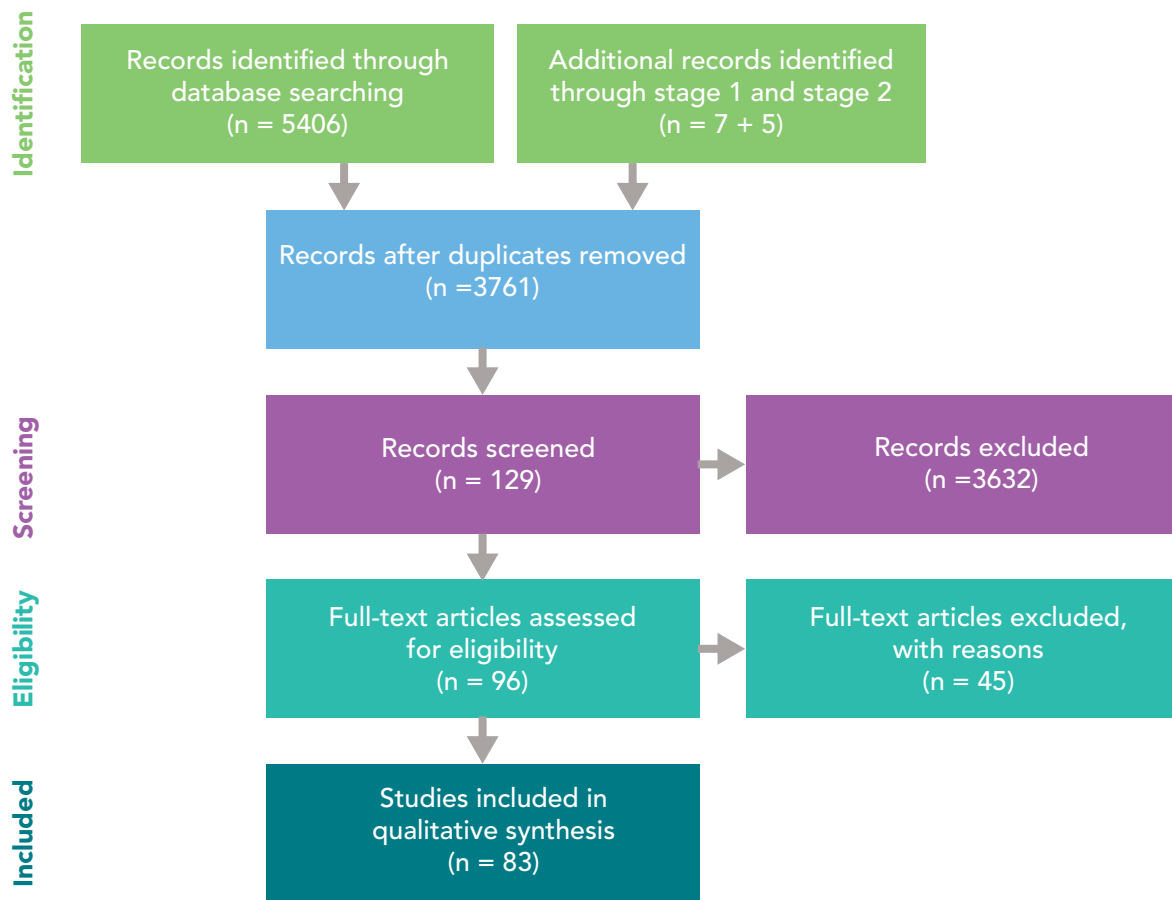 Identification
Records identified through
database searching
(n = 5406)
Additional records identified
through stage 1 and stage 2
(n = 7 + 5)
Records after duplicates removed
(n =3761)
Screening
Records screened
(n = 129)
Records excluded
(n =3632)
Eligibility
Full-text articles assessed
for eligibility
(n = 96)
Full-text articles excluded,
with reasons
(n = 45)
Included
Studies included in
qualitative synthesis
(n = 83)